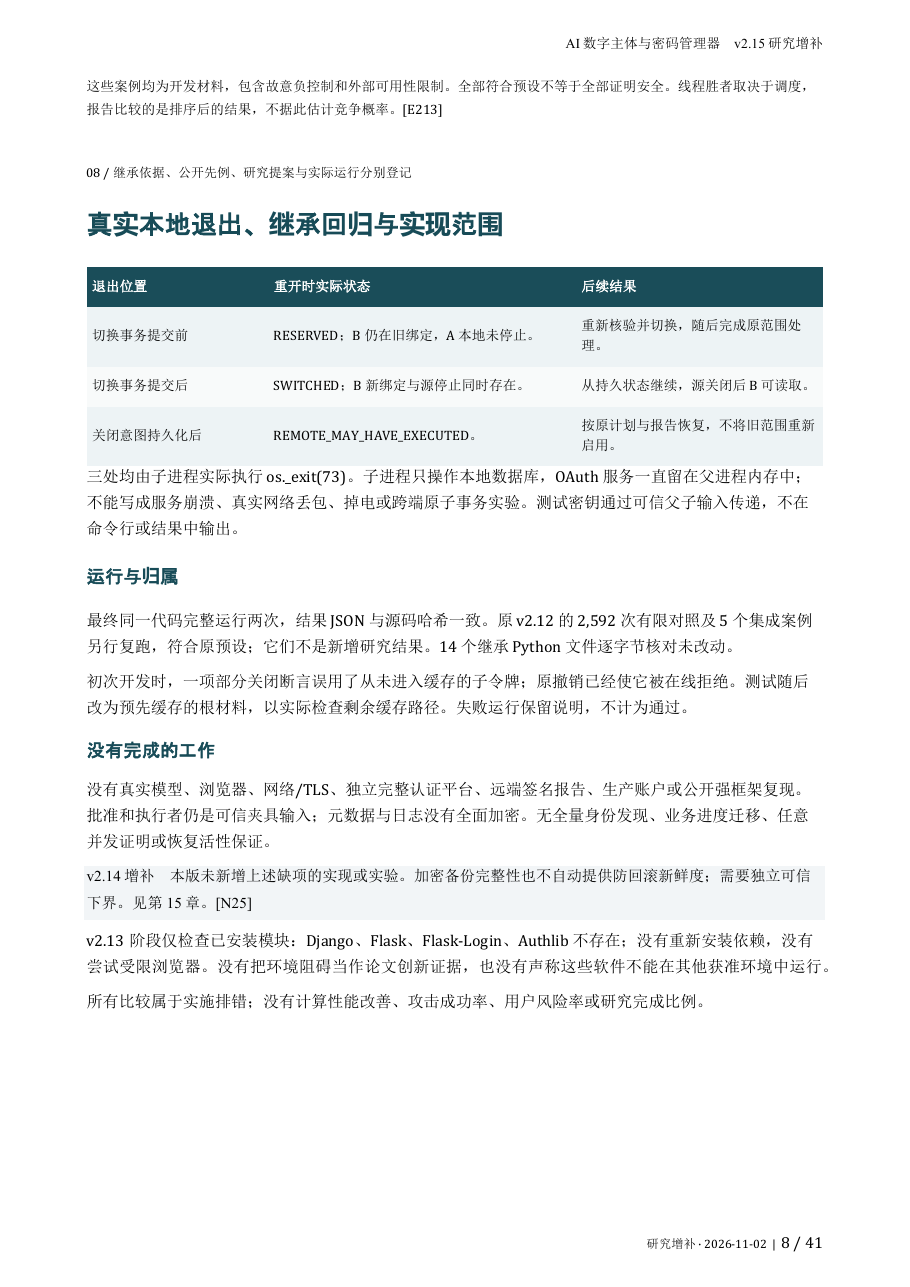 AI 数字主体与密码管理器 v2.15 研究增补
这些案例均为开发材料，包含故意负控制和外部可用性限制。全部符合预设不等于全部证明安全。线程胜者取决于调度，
报告比较的是排序后的结果，不据此估计竞争概率。[E213]
08 / 继承依据、公开先例、研究提案与实际运行分别登记
真实本地退出、继承回归与实现范围
退出位置 重开时实际状态 后续结果
切换事务提交前 RESERVED；B 仍在旧绑定，A 本地未停止。 重新核验并切换，随后完成原范围处
理。
切换事务提交后 SWITCHED；B 新绑定与源停止同时存在。 从持久状态继续，源关闭后 B 可读取。
关闭意图持久化后 REMOTE_MAY_HAVE_EXECUTED。 按原计划与报告恢复，不将旧范围重新
启用。
三处均由子进程实际执行 os._exit(73)。子进程只操作本地数据库，OAuth 服务一直留在父进程内存中；
不能写成服务崩溃、真实网络丢包、掉电或跨端原子事务实验。测试密钥通过可信父子输入传递，不在
命令行或结果中输出。
运行与归属
最终同一代码完整运行两次，结果 JSON 与源码哈希一致。原 v2.12 的 2,592 次有限对照及 5 个集成案例
另行复跑，符合原预设；它们不是新增研究结果。14 个继承 Python 文件逐字节核对未改动。
初次开发时，一项部分关闭断言误用了从未进入缓存的子令牌；原撤销已经使它被在线拒绝。测试随后
改为预先缓存的根材料，以实际检查剩余缓存路径。失败运行保留说明，不计为通过。
没有完成的工作
没有真实模型、浏览器、网络/TLS、独立完整认证平台、远端签名报告、生产账户或公开强框架复现。
批准和执行者仍是可信夹具输入；元数据与日志没有全面加密。无全量身份发现、业务进度迁移、任意
并发证明或恢复活性保证。
v2.14 增补 本版未新增上述缺项的实现或实验。加密备份完整性也不自动提供防回滚新鲜度；需要独立可信
下界。见第 15 章。[N25]
v2.13 阶段仅检查已安装模块：Django、Flask、Flask-Login、Authlib 不存在；没有重新安装依赖，没有
尝试受限浏览器。没有把环境阻碍当作论文创新证据，也没有声称这些软件不能在其他获准环境中运行。
所有比较属于实施排错；没有计算性能改善、攻击成功率、用户风险率或研究完成比例。
研究增补 · 2026-11-02 | 8 / 41